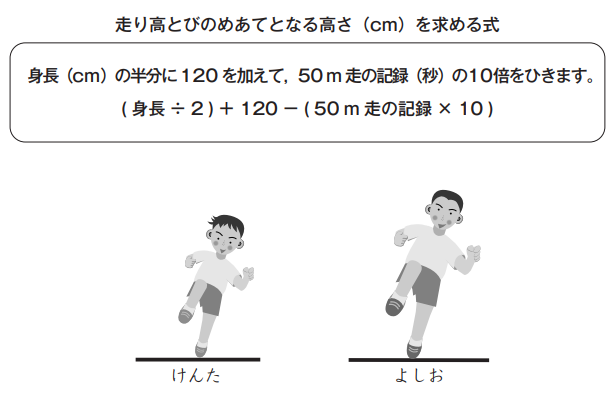 走り高とびのめあてとなる高さ（cm）を求める式
身長（cm）の半分に120を加えて，50m走の記録（秒）の10倍をひきます。
( 身長 ÷ 2 ) ＋ 120 － ( 50 m 走の記録 × 10 )
けんた
よしお